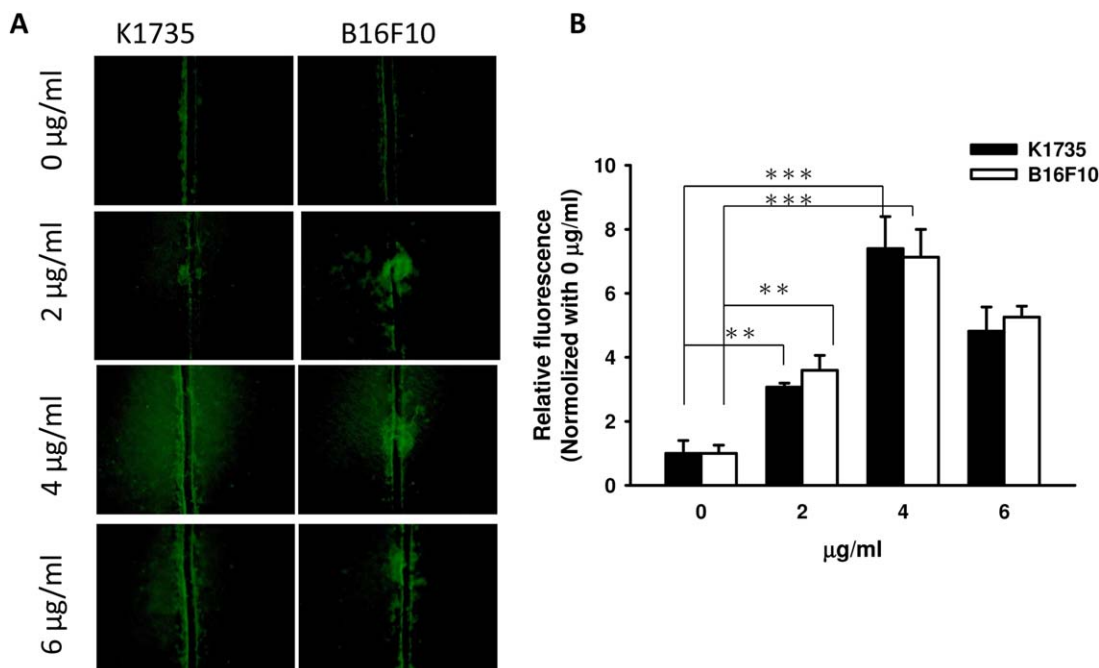 A
K1735
B16F10
0 µg/ml
2 µg/ml
4 µg/ml
6 µg/ml
B
K1735
B16F10
Relative fluorescence
(Normolized with 0 µg/ml)
10
8
6
4
2
0
***
***
**
**
0 2 4 6
µg/ml